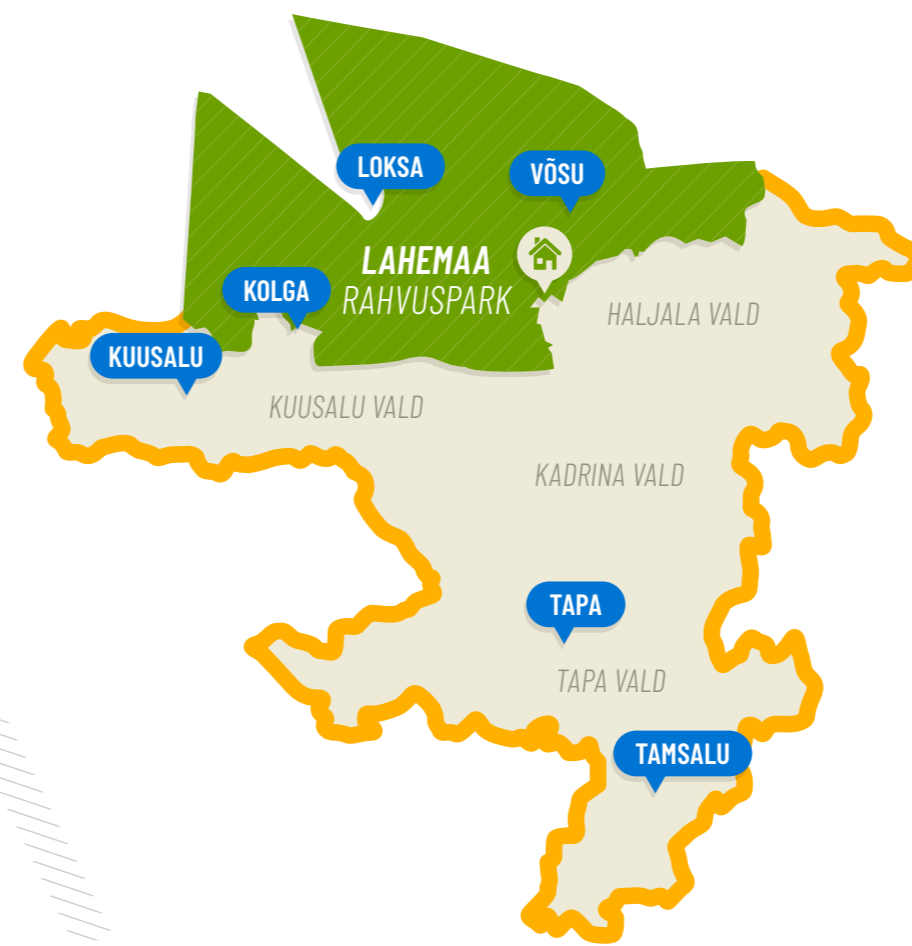 LOKSA
VÕSU
LAHEMAA
RAHVUSPARK
KOLGA
HALJALA VALD
KUUSALU
KUUSALU VALD
KADRINA VALD
TAPA
TAPA VALD
TAMSALU